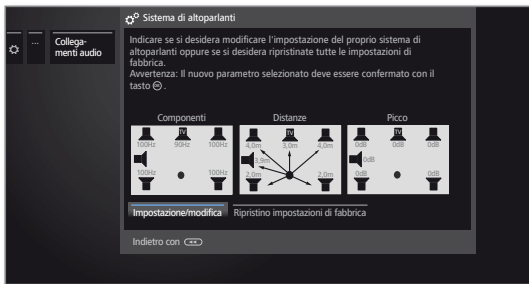 Sistema di altoparlanti
...
Collega-
menti audio
Indicare se si desidera modificare l'impostazione del proprio sistema di
altoparlanti oppure se si desidera ripristinate tutte le impostazioni di
fabbrica.
Avvertenza: Il nuovo parametro selezionato deve essere confermato con il
tasto OK.
Componenti Distanze Picco
TV TV TV
100Hz 90Hz 100Hz 4,0m 3,0m 4,0m 0dB 0dB 0dB
3,9m 0dB
100Hz 100Hz 2,0m 2,0m 0dB 0dB
Impostazione/modifica Ripristino impostazioni di fabbrica
Indietro con